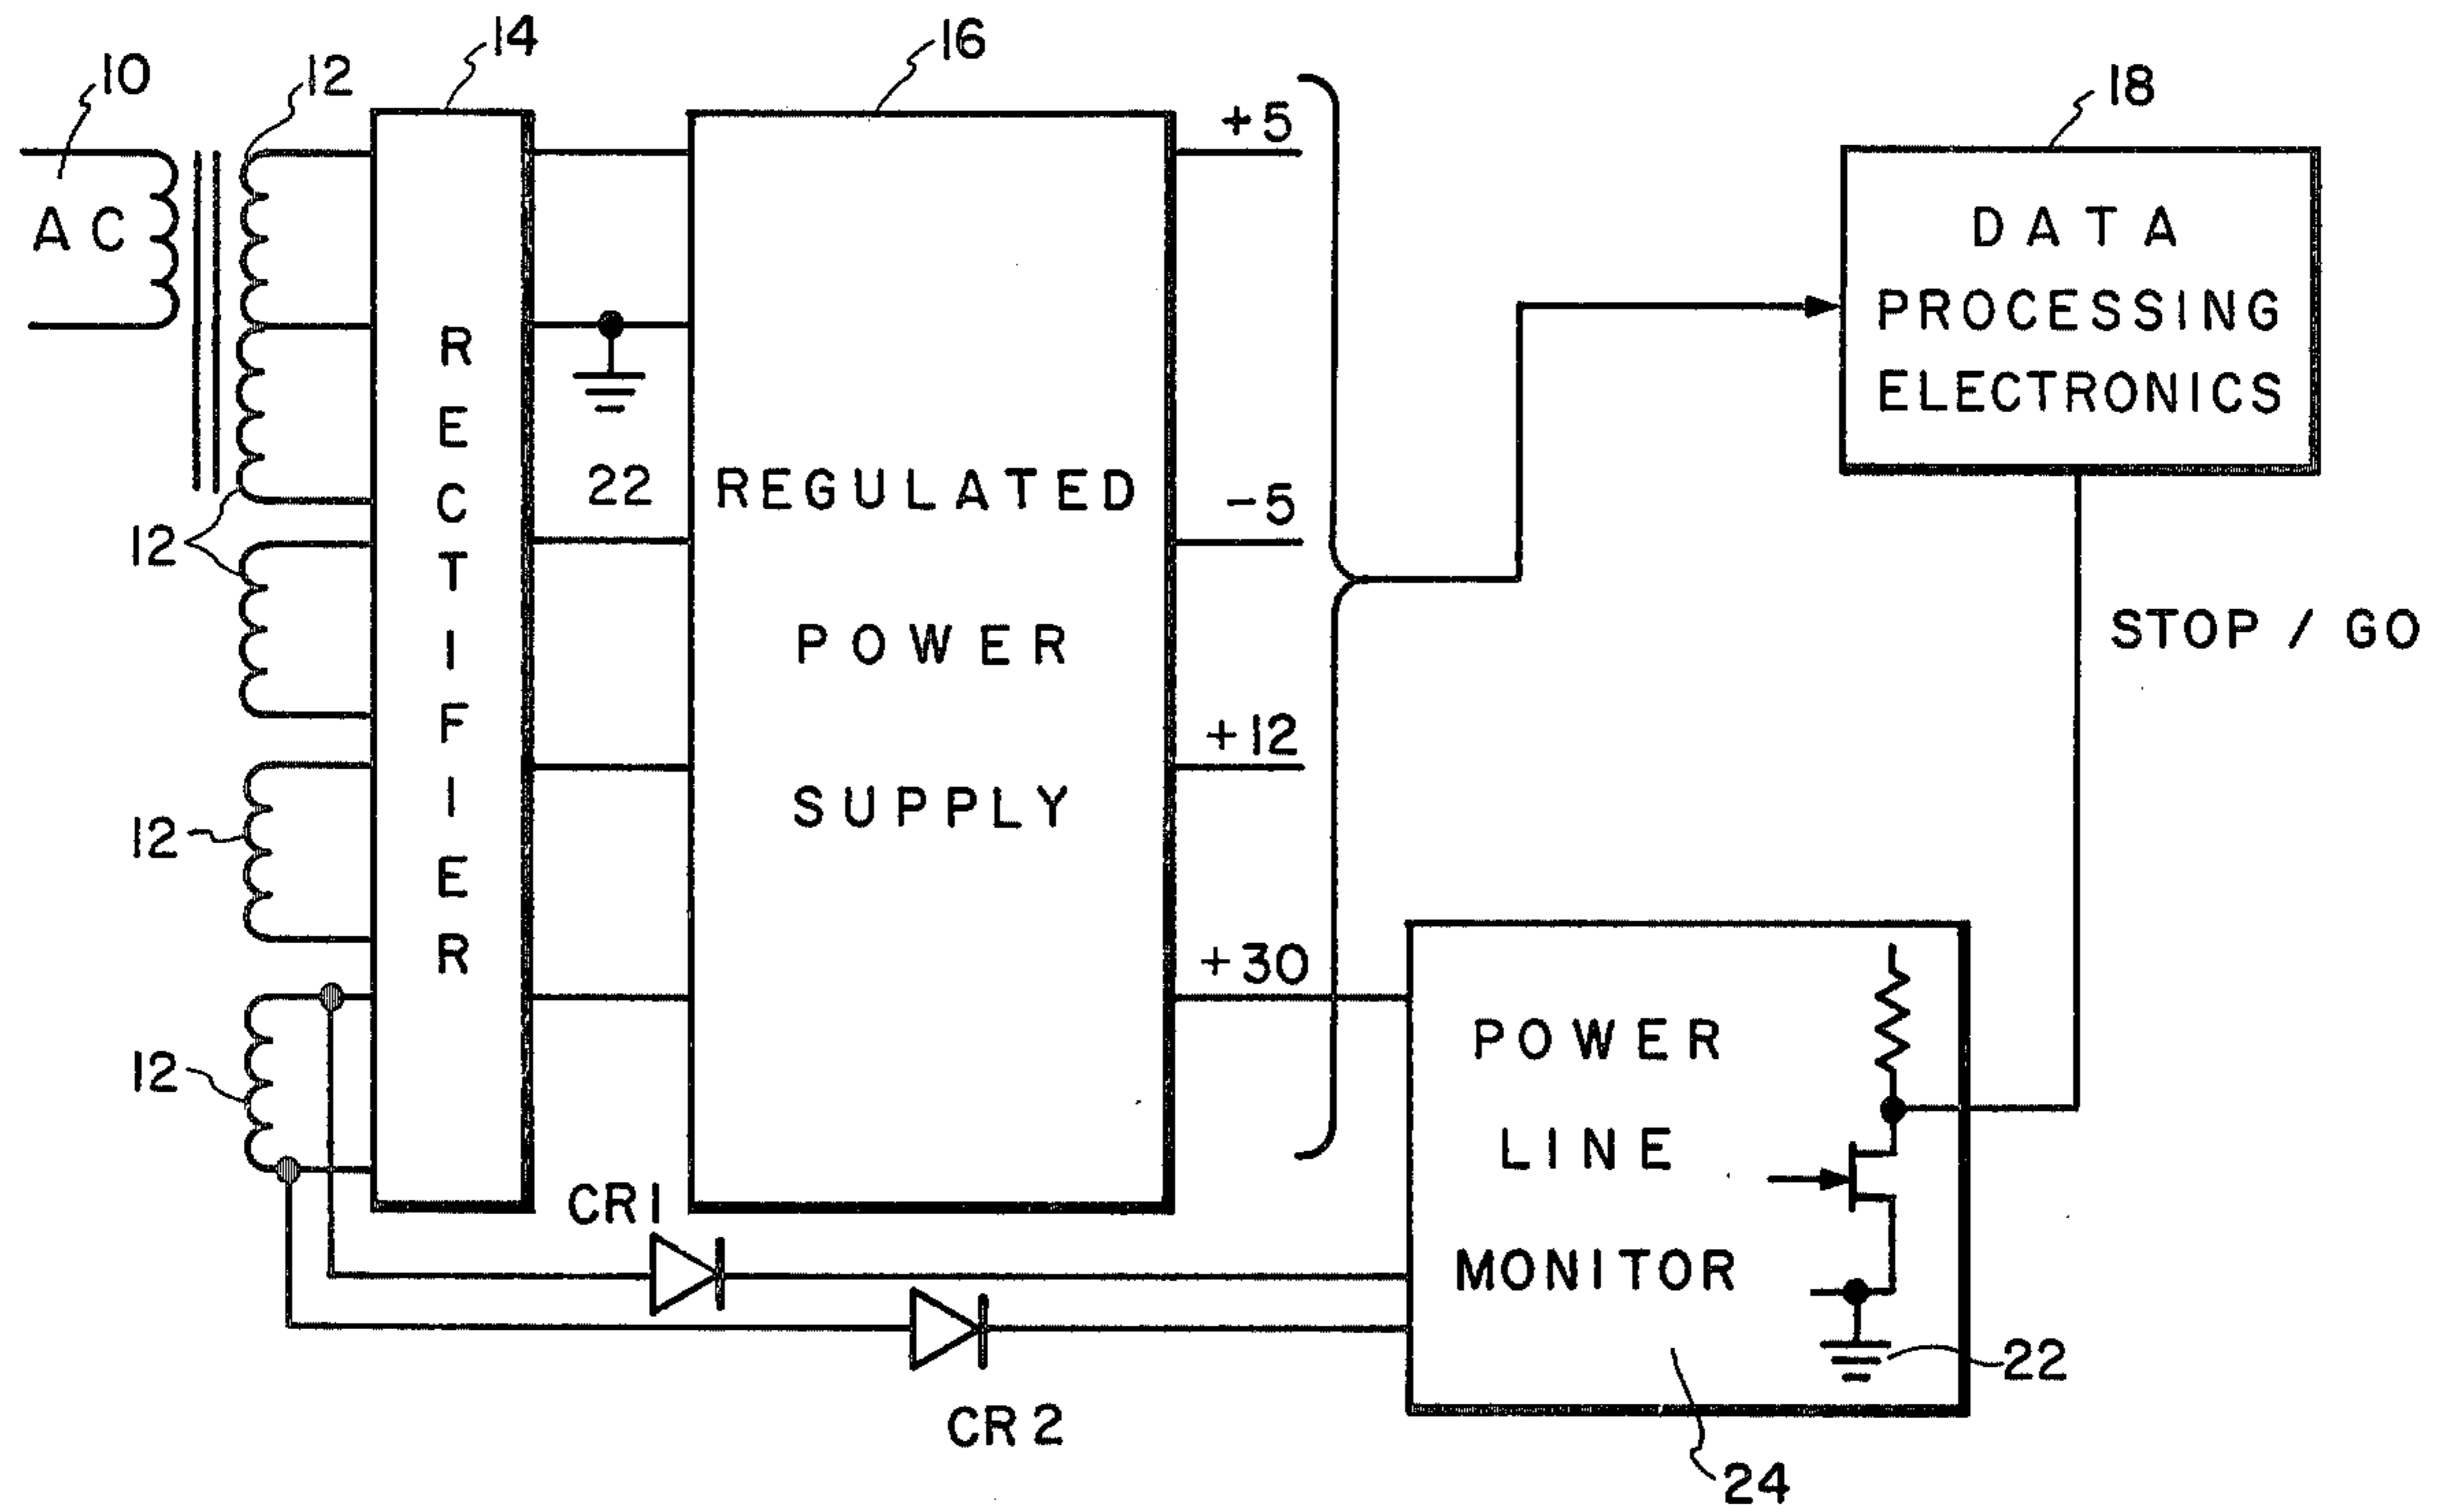 10
12
14
16
18
AC
+5
DATA
PROCESSING
ELECTRONICS
RECTIFIER
22
REGULATED
POWER
SUPPLY
-5
12
STOP / GO
+12
12
+30
POWER
LINE
MONITOR
12
CR1
CR2
22
24